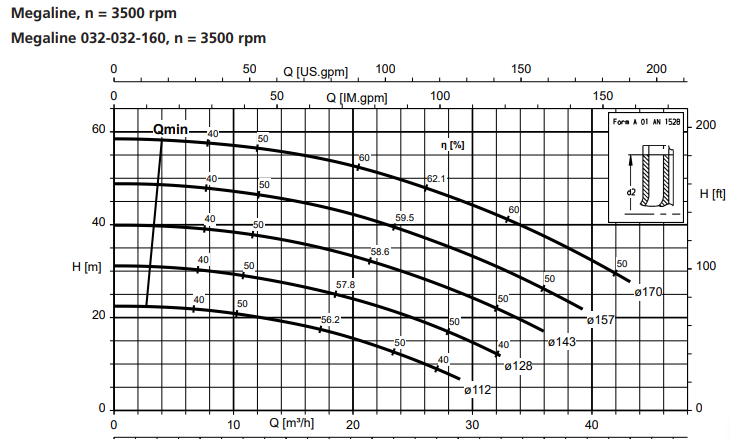 Megaline, n = 3500 rpm
Megaline 032-032-160, n = 3500 rpm
0 50 Q [US.gpm] 100 150 200
0 50 Q [IM.gpm] 100 150
Form A 01 AN 1528
d2
Qmin
η [%]
60
40
H [m]
20
0
200
H [ft]
100
0
40 50 60 62.1 60 50 ø170
40 50 59.5 50 ø157
40 50 58.6 50 ø143
40 50 57.8 50 40 ø128
40 50 56.2 50 40 ø112
0 10 Q [m³/h] 20 30 40